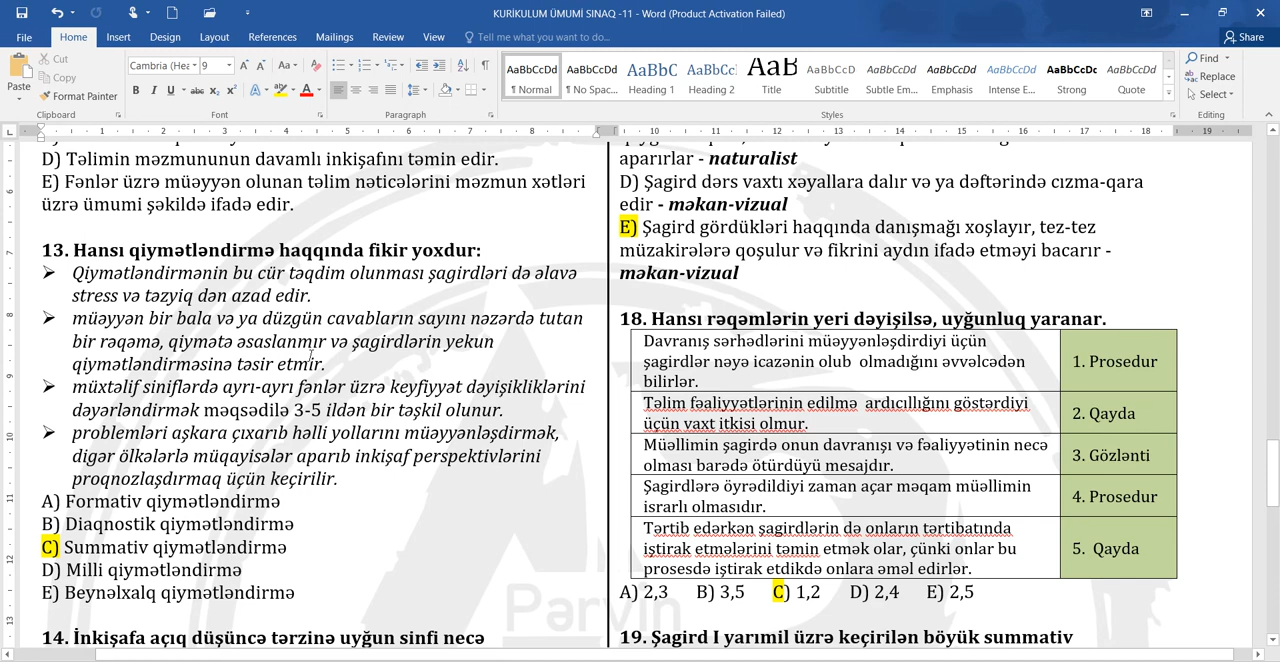 KURİKULUM ÜMUMİ SINAQ -11 - Word (Product Activation Failed)
File Home Insert Design Layout References Mailings Review View Tell me what you want to do... Share
Paste Cut Copy Format Painter Clipboard
Cambria (Hea 9 Font
Paragraph
AaBbCcDd ¶ Normal AaBbCcDd ¶ No Spac... AaBbC Heading 1 AaBbCc Heading 2 AaB Title AaBbCcD Subtitle AaBbCcDd Subtle Em... AaBbCcDd Emphasis AaBbCcDd Intense E... AaBbCcDc Strong AaBbCcDd Quote Styles
Find Replace Select Editing
D) Təlimin məzmununun davamlı inkişafını təmin edir.
E) Fənlər üzrə müəyyən olunan təlim nəticələrini məzmun xətləri
üzrə ümumi şəkildə ifadə edir.
13. Hansı qiymətləndirmə haqqında fikir yoxdur:
Qiymətləndirmənin bu cür təqdim olunması şagirdləri də əlavə
stress və təzyiq dən azad edir.
müəyyən bir bala və ya düzgün cavabların sayını nəzərdə tutan
bir rəqəmə, qiymətə əsaslanmır və şagirdlərin yekun
qiymətləndirməsinə təsir etmir.
müxtəlif siniflərdə ayrı-ayrı fənlər üzrə keyfiyyət dəyişikliklərini
dəyərləndirmək məqsədilə 3-5 ildən bir təşkil olunur.
problemləri aşkara çıxarıb həlli yollarını müəyyənləşdirmək,
digər ölkələrlə müqayisələr aparıb inkişaf perspektivlərini
proqnozlaşdırmaq üçün keçirilir.
A) Formativ qiymətləndirmə
B) Diaqnostik qiymətləndirmə
C) Summativ qiymətləndirmə
D) Milli qiymətləndirmə
E) Beynəlxalq qiymətləndirmə
14. İnkişafa açıq düşüncə tərzinə uyğun sinfi necə
aparırlar - naturalist
D) Şagird dərs vaxtı xəyallara dalır və ya dəftərində cızma-qara
edir - məkan-vizual
E) Şagird gördükləri haqqında danışmağı xoşlayır, tez-tez
müzakirələrə qoşulur və fikrini aydın ifadə etməyi bacarır -
məkan-vizual
18. Hansı rəqəmlərin yeri dəyişilsə, uyğunluq yaranar.
Davranış sərhədlərini müəyyənləşdirdiyi üçün
şagirdlər nəyə icazənin olub olmadığını əvvəlcədən
bilirlər.
1. Prosedur
Təlim fəaliyyətlərinin edilmə ardıcıllığını göstərdiyi
üçün vaxt itkisi olmur.
2. Qayda
Müəllimin şagirdə onun davranışı və fəaliyyətinin necə
olması barədə ötürdüyü mesajdır.
3. Gözlənti
Şagirdlərə öyrədildiyi zaman açar məqam müəllimin
israrlı olmasıdır.
4. Prosedur
Tərtib edərkən şagirdlərin də onların tərtibatında
iştirak etmələrini təmin etmək olar, çünki onlar bu
prosesdə iştirak etdikdə onlara əməl edirlər.
5. Qayda
A) 2,3 B) 3,5 C) 1,2 D) 2,4 E) 2,5
19. Şagird I yarımil üzrə keçirilən böyük summativ
Pərvin